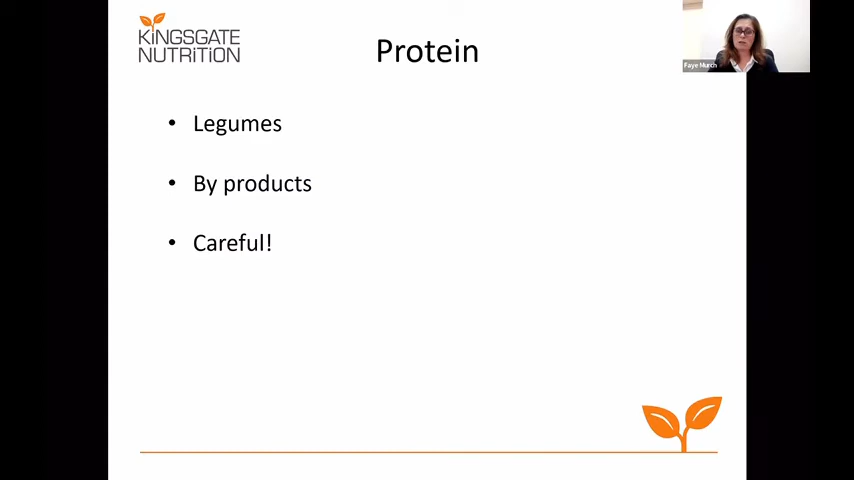 KINGSGATE
NUTRITION
Protein
Faye Murch
• Legumes
• By products
• Careful!